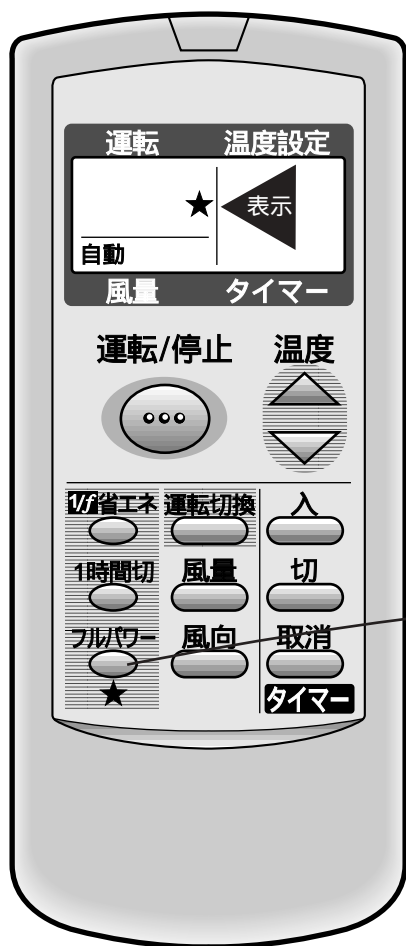 運転 温度設定
★ 表示
自動
風量 タイマー
運転/停止 温度
1/f 省エネ 運転切換 入
1時間切 風量 切
フルパワー 風向 取消
★ タイマー